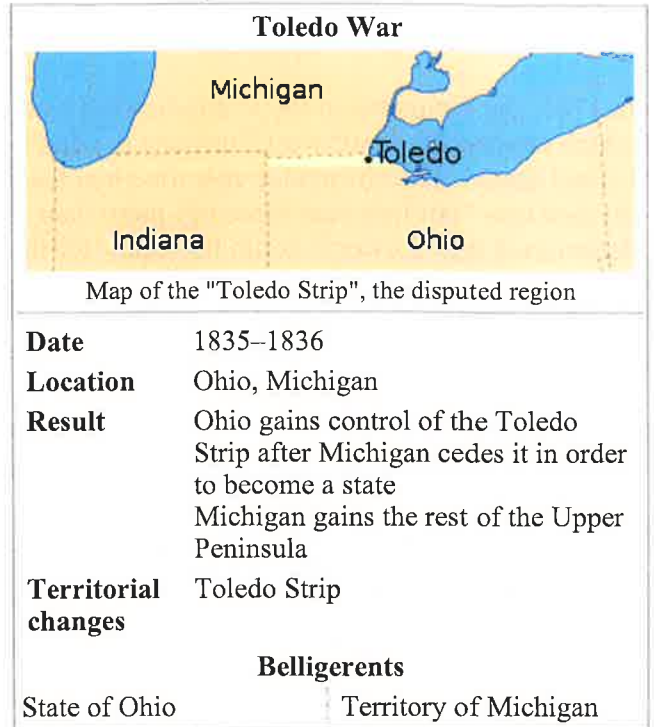 Toledo War
Michigan
Toledo
Indiana
Ohio
Map of the "Toledo Strip", the disputed region
Date 1835–1836
Location Ohio, Michigan
Result Ohio gains control of the Toledo
Strip after Michigan cedes it in order
to become a state
Michigan gains the rest of the Upper
Peninsula
Territorial Toledo Strip
changes
Belligerents
State of Ohio Territory of Michigan